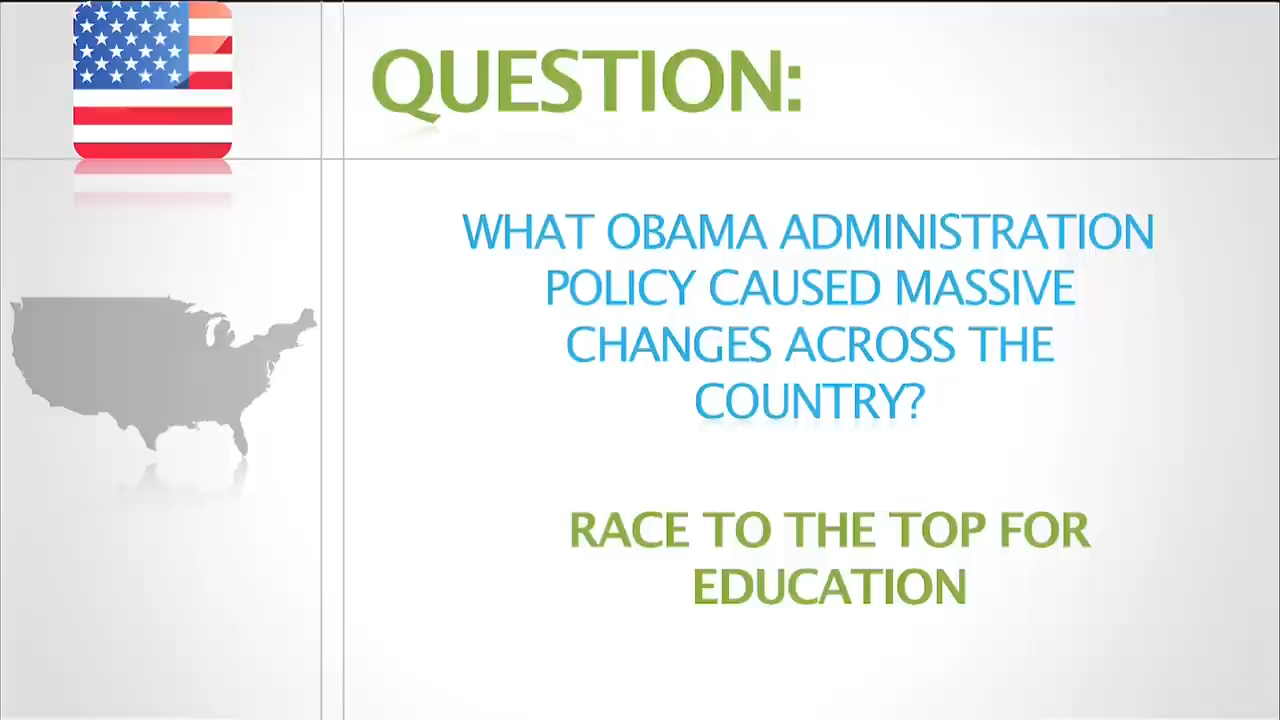 QUESTION:
WHAT OBAMA ADMINISTRATION
POLICY CAUSED MASSIVE
CHANGES ACROSS THE
COUNTRY?
RACE TO THE TOP FOR
EDUCATION